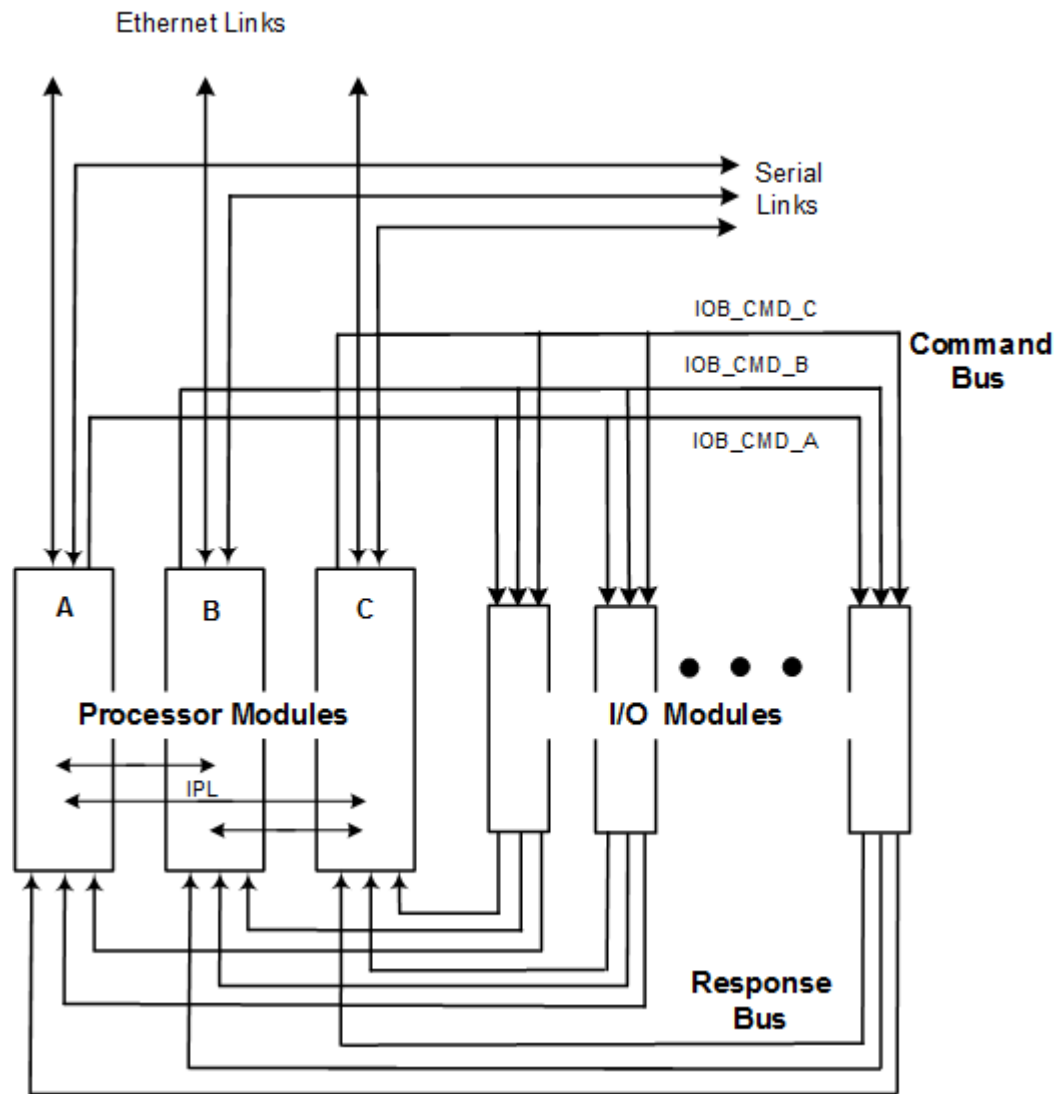 Ethernet Links
Serial
Links
IOB_CMD_C
Command
Bus
IOB_CMD_B
IOB_CMD_A
A
B
C
Processor Modules
I/O Modules
IPL
Response
Bus